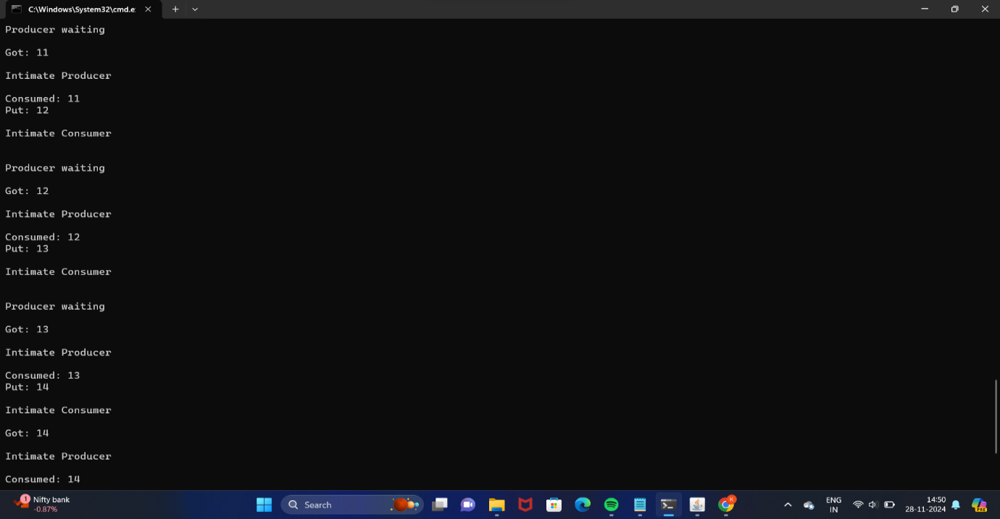 C:\Windows\System32\cmd.e
Producer waiting
Got: 11
Intimate Producer
Consumed: 11
Put: 12
Intimate Consumer
Producer waiting
Got: 12
Intimate Producer
Consumed: 12
Put: 13
Intimate Consumer
Producer waiting
Got: 13
Intimate Producer
Consumed: 13
Put: 14
Intimate Consumer
Got: 14
Intimate Producer
Consumed: 14
1
Nifty bank
-0.87%
Search
K
ENG
IN
14:50
28-11-2024
PRE